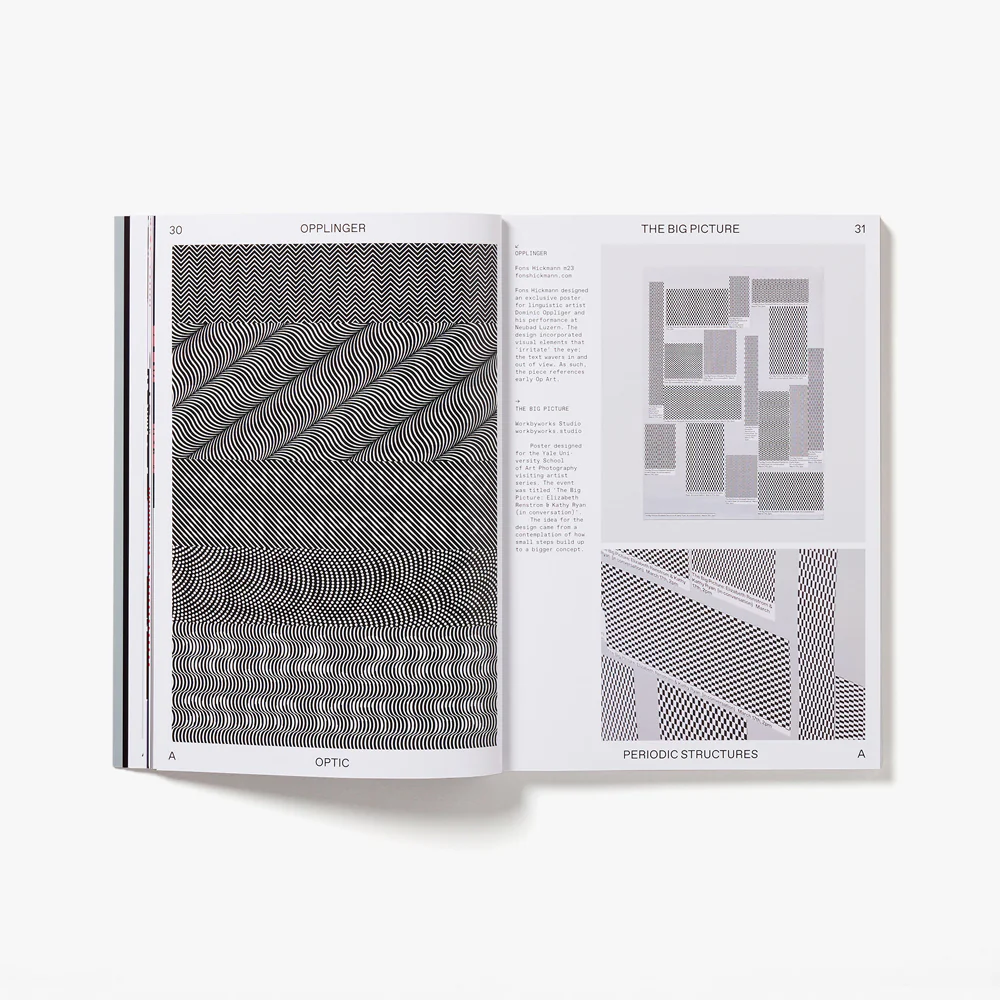 30
OPPLINGER
A
OPTIC
THE BIG PICTURE
31
↙
OPPLINGER
Fons Hickmann m23
fonshickmann.com
Fons Hickmann designed
an exclusive poster
for linguistic artist
Dominic Oppliger and
his performance at
Neubad Luzern. The
design incorporated
visual elements that
'irritate' the eye:
the text wavers in and
out of view. As such,
the piece references
early Op Art.
→
THE BIG PICTURE
Workbyworks Studio
workbyworks.studio
Poster designed
for the Yale Uni-
versity School
of Art Photography
visiting artist
series. The event
was titled 'The Big
Picture: Elizabeth
Renstrom & Kathy Ryan
(in conversation)'.
The idea for the
design came from a
contemplation of how
small steps build up
to a bigger concept.
PERIODIC STRUCTURES
A